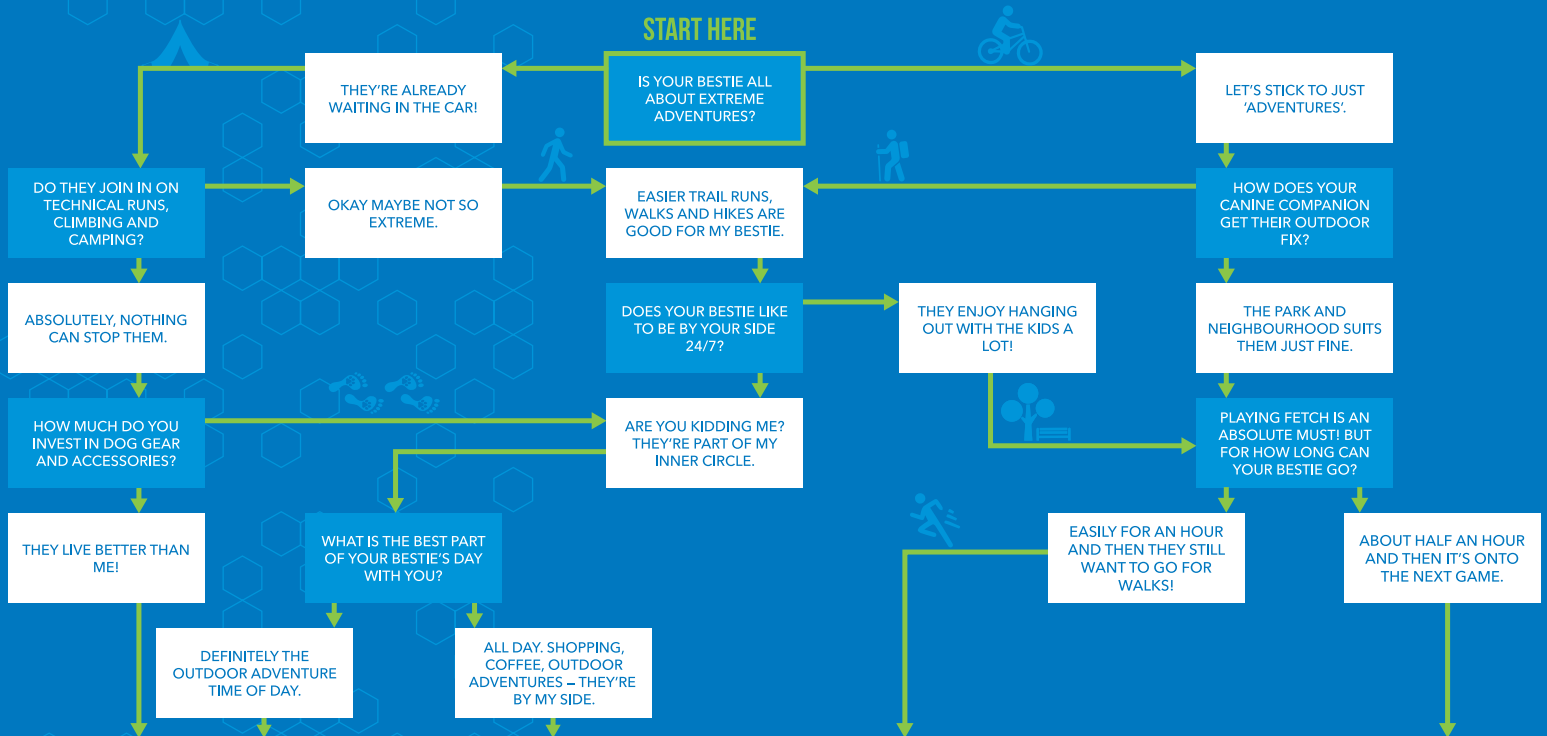 START HERE
IS YOUR BESTIE ALL
ABOUT EXTREME
ADVENTURES?
THEY'RE ALREADY
WAITING IN THE CAR!
LET'S STICK TO JUST
'ADVENTURES'.
DO THEY JOIN IN ON
TECHNICAL RUNS,
CLIMBING AND
CAMPING?
OKAY MAYBE NOT SO
EXTREME.
EASIER TRAIL RUNS,
WALKS AND HIKES ARE
GOOD FOR MY BESTIE.
HOW DOES YOUR
CANINE COMPANION
GET THEIR OUTDOOR
FIX?
ABSOLUTELY, NOTHING
CAN STOP THEM.
DOES YOUR BESTIE LIKE
TO BE BY YOUR SIDE
24/7?
THEY ENJOY HANGING
OUT WITH THE KIDS A
LOT!
THE PARK AND
NEIGHBOURHOOD SUITS
THEM JUST FINE.
HOW MUCH DO YOU
INVEST IN DOG GEAR
AND ACCESSORIES?
ARE YOU KIDDING ME?
THEY'RE PART OF MY
INNER CIRCLE.
PLAYING FETCH IS AN
ABSOLUTE MUST! BUT
FOR HOW LONG CAN
YOUR BESTIE GO?
THEY LIVE BETTER THAN
ME!
WHAT IS THE BEST PART
OF YOUR BESTIE'S DAY
WITH YOU?
EASILY FOR AN HOUR
AND THEN THEY STILL
WANT TO GO FOR
WALKS!
ABOUT HALF AN HOUR
AND THEN IT'S ONTO
THE NEXT GAME.
DEFINITELY THE
OUTDOOR ADVENTURE
TIME OF DAY.
ALL DAY. SHOPPING,
COFFEE, OUTDOOR
ADVENTURES – THEY'RE
BY MY SIDE.